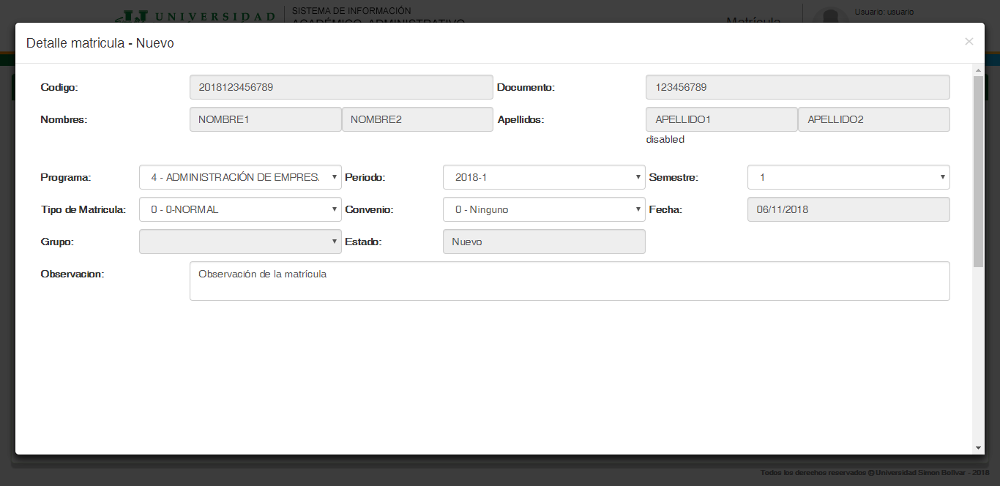 UNIVERSIDAD
SISTEMA DE INFORMACIÓN
ACADÉMICO ADMINISTRATIVO
Matrícula
Usuario: usuario
Detalle matricula - Nuevo
×
Codigo: 2018123456789 Documento: 123456789
Nombres: NOMBRE1 NOMBRE2 Apellidos: APELLIDO1 APELLIDO2
disabled
Programa: 4 - ADMINISTRACIÓN DE EMPRESA Periodo: 2018-1 Semestre: 1
Tipo de Matricula: 0 - 0-NORMAL Convenio: 0 - Ninguno Fecha: 06/11/2018
Grupo: Estado: Nuevo
Observacion: Observación de la matrícula
Todos los derechos reservados © Universidad Simon Bolivar - 2018